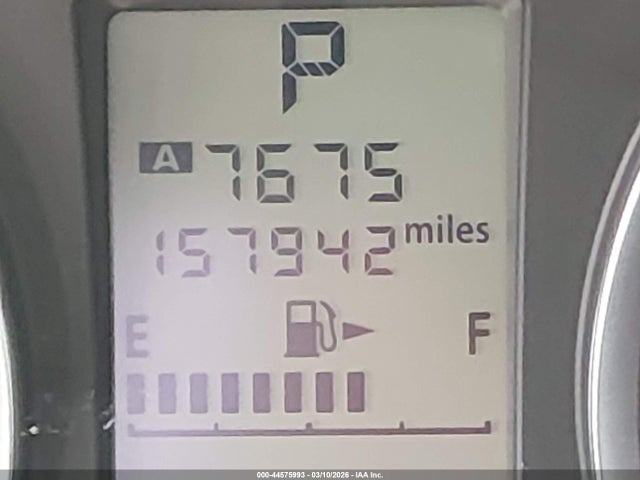 P
A 7675
157942 miles
E F
000-44575993 - 03/10/2026 - IAA Inc.